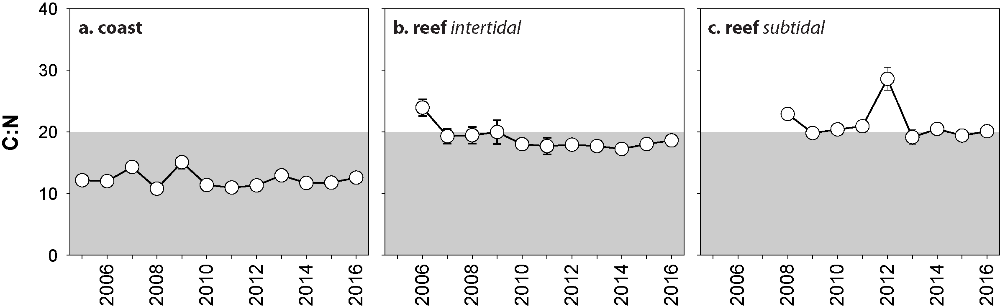 C:N
40
30
20
10
0
a. coast
2006 2008 2010 2012 2014 2016
b. reef intertidal
2006 2008 2010 2012 2014 2016
c. reef subtidal
2006 2008 2010 2012 2014 2016